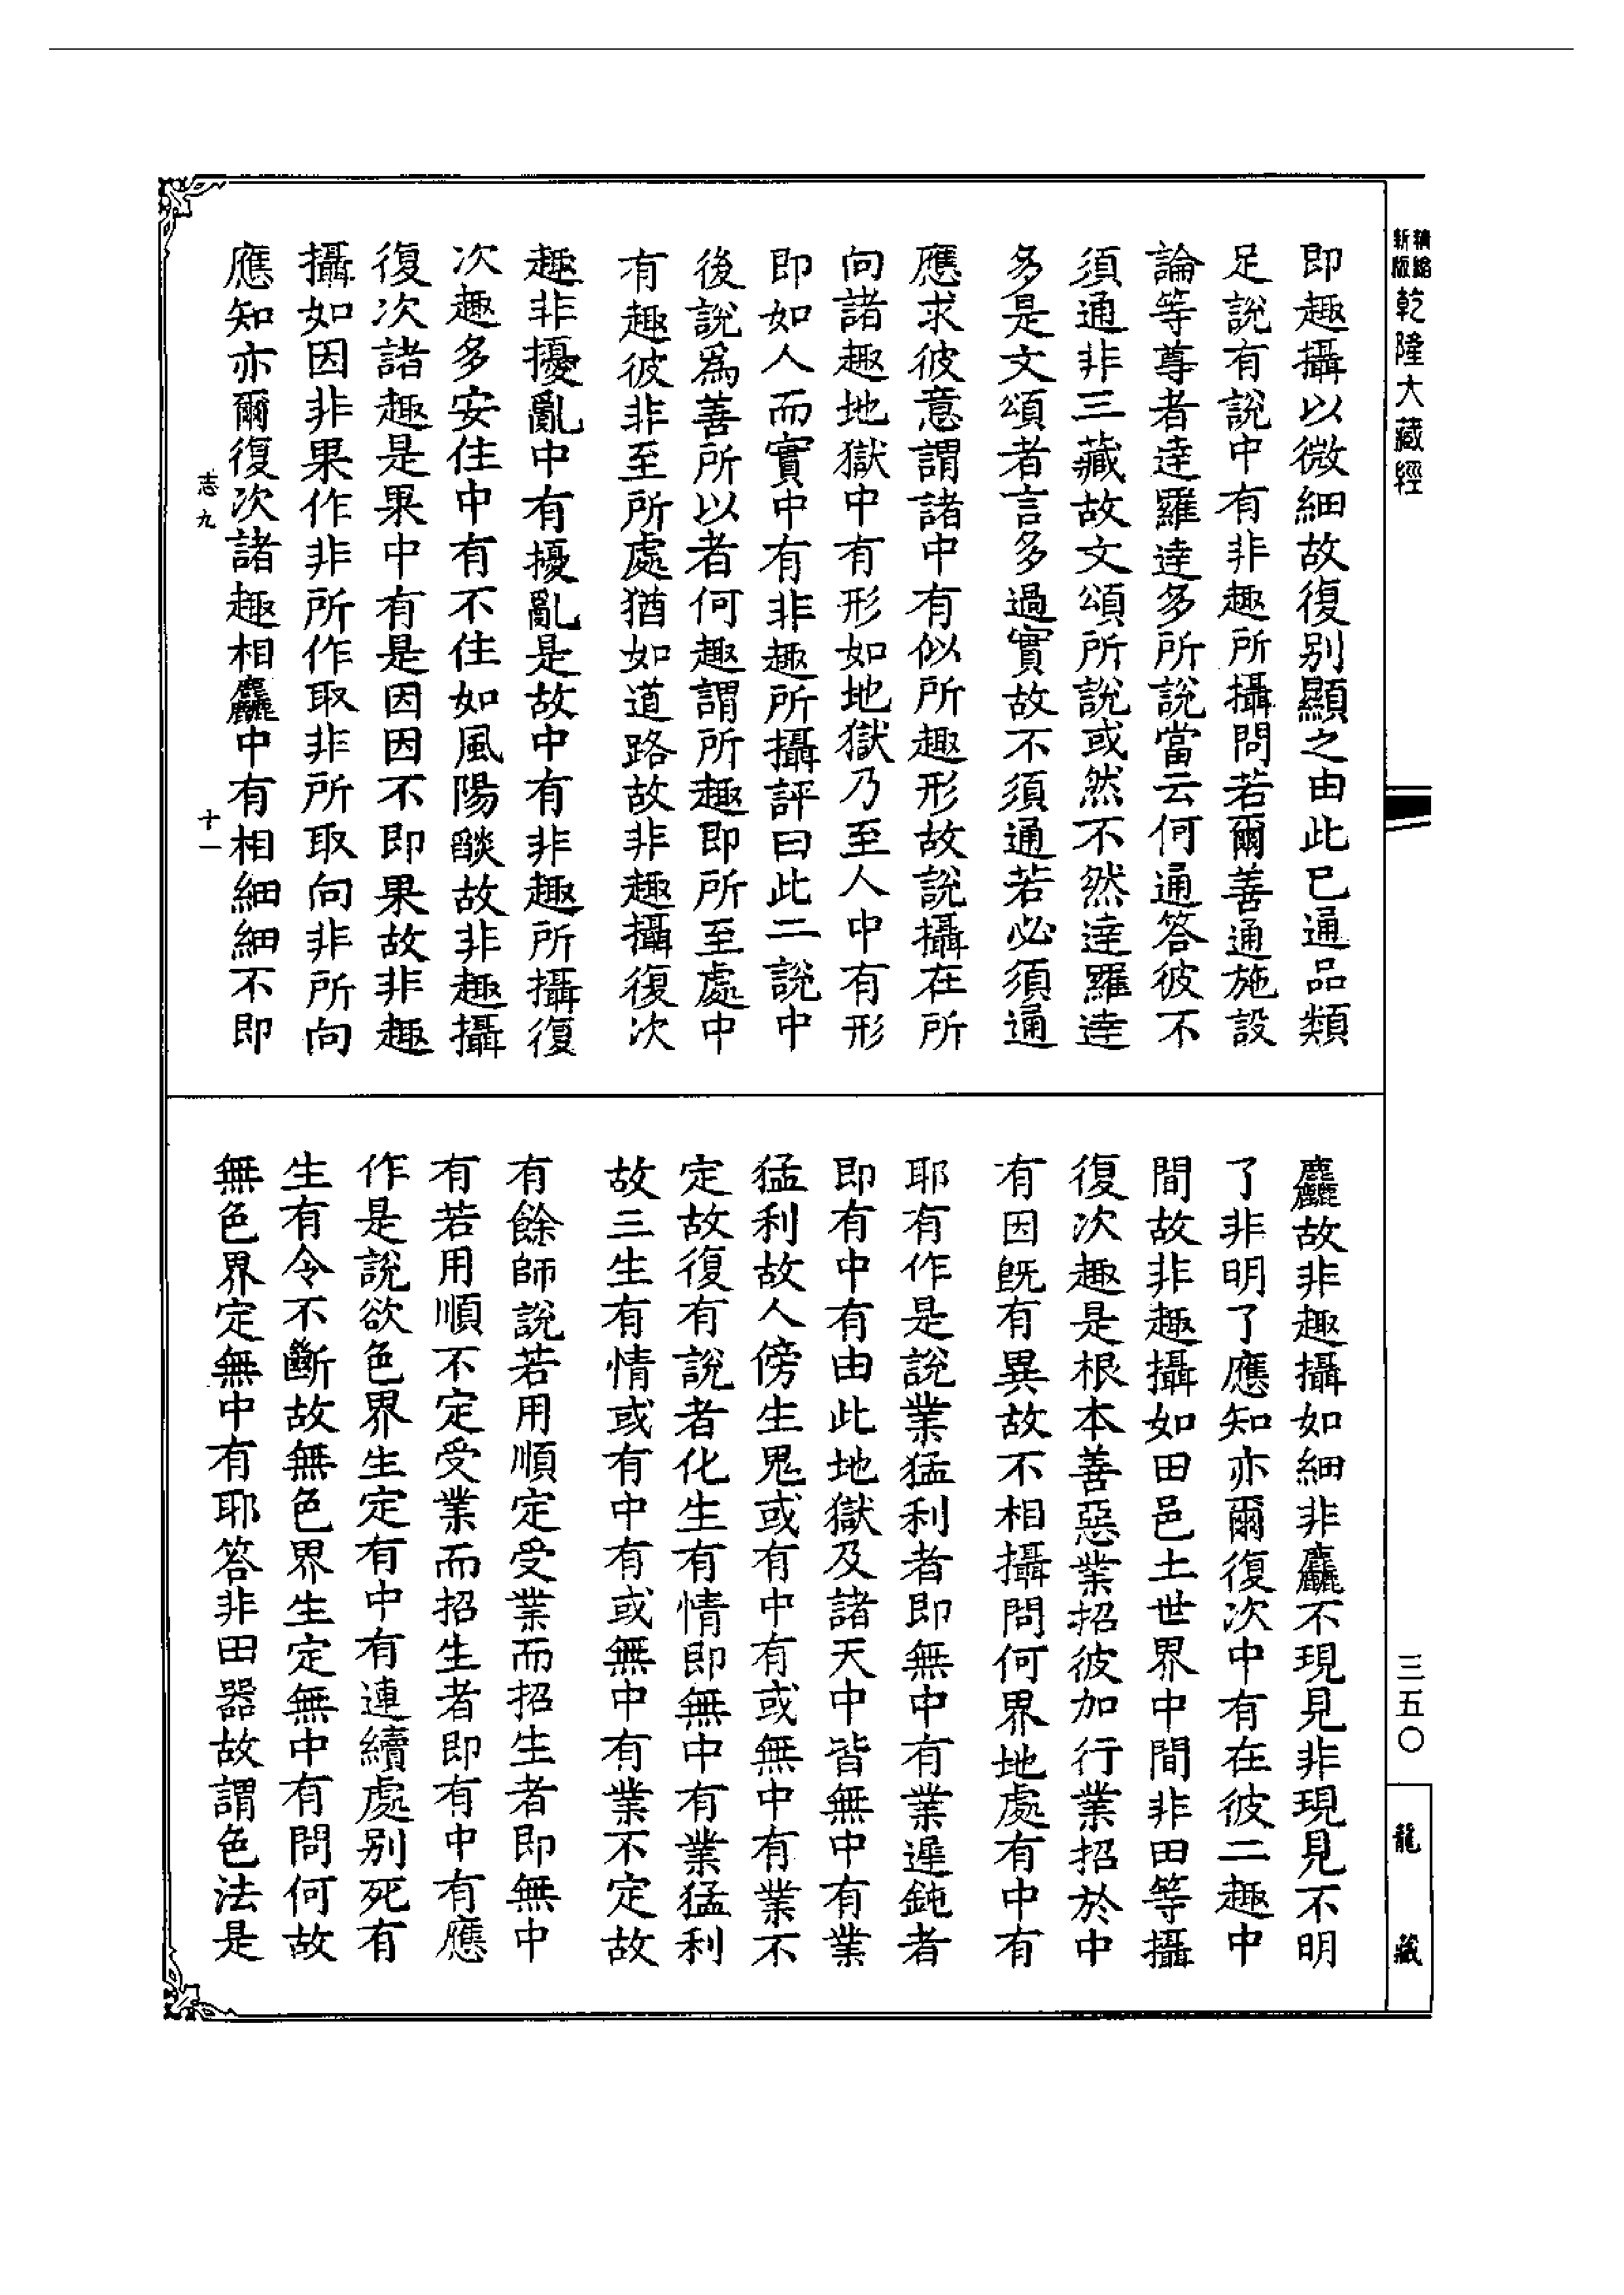 新版 精縮 乾隆大藏經
即趣攝以微細故復別顯之由此已通品類
足說有說中有非趣所攝問若爾善通施設
論等尊者達羅達多所說當云何通答彼不
須通非三藏故文頌所說或然不然達羅達
多是文頌者言多過實故不須通若必須通
應求彼意謂諸中有似所趣形故說攝在所
向諸趣地獄中有形如地獄乃至人中有形
即如人而實中有非趣所攝評曰此二說中
後說爲善所以者何趣謂所趣即所至處中
有趣彼非至所處猶如道路故非趣攝復次
趣非擾亂中有擾亂是故中有非趣所攝復
次趣多安住中有不住如風陽燄故非趣攝
復次諸趣是果中有是因因不即果故非趣
攝如因非果作非所作取非所取向非所向
應知亦爾復次諸趣相麤中有相細細不即
志九 十一
麤故非趣攝如細非麤不現見非現見不明
了非明了應知亦爾復次中有在彼二趣中
間故非趣攝如田邑土世界中間非田等攝
復次趣是根本善惡業招彼加行業招於中
有因旣有異故不相攝問何界地處有中有
耶有作是說業猛利者即無中有業遲鈍者
即有中有由此地獄及諸天中皆無中有業
猛利故人傍生鬼或有中有或無中有業不
定故復有說者化生有情即無中有業猛利
故三生有情或有中有或無中有業不定故
有餘師說若用順定受業而招生者即無中
有若用順不定受業而招生者即有中有應
作是說欲色界生定有中有連續處別死有
生有令不斷故無色界生定無中有問何故
無色界定無中有耶答非田器故謂色法是
三五〇
龍藏